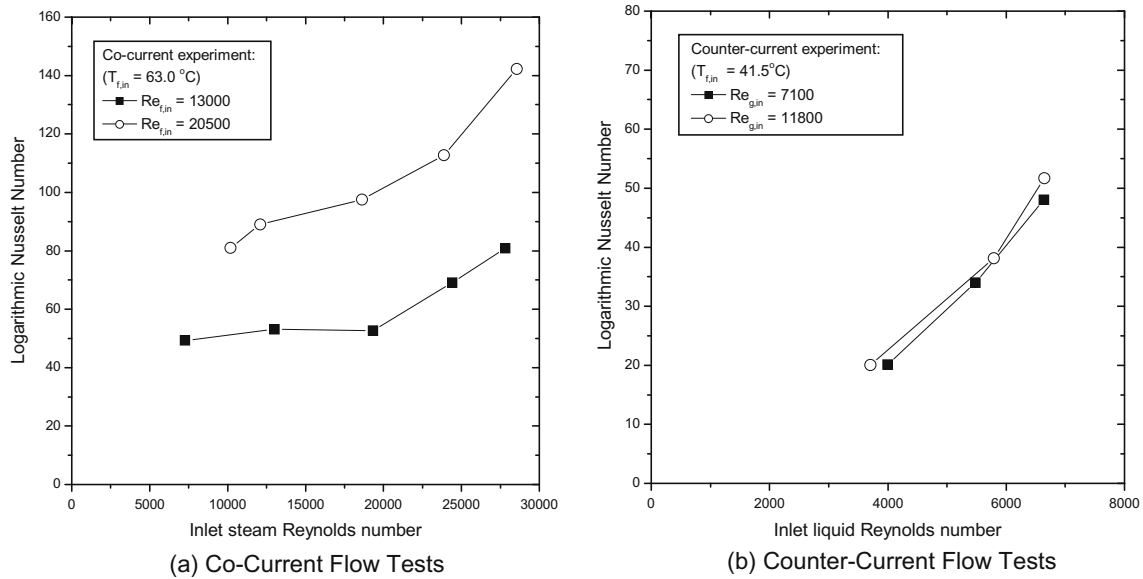 160
140
120
100
80
60
40
20
0
Logarithmic Nusselt Number
Co-current experiment:
(T_f,in = 63.0 °C)
Re_f,in = 13000
Re_f,in = 20500
0 5000 10000 15000 20000 25000 30000
Inlet steam Reynolds number
(a) Co-Current Flow Tests
80
70
60
50
40
30
20
10
0
Logarithmic Nusselt Number
Counter-current experiment:
(T_f,in = 41.5°C)
Re_g,in = 7100
Re_g,in = 11800
0 2000 4000 6000 8000
Inlet liquid Reynolds number
(b) Counter-Current Flow Tests